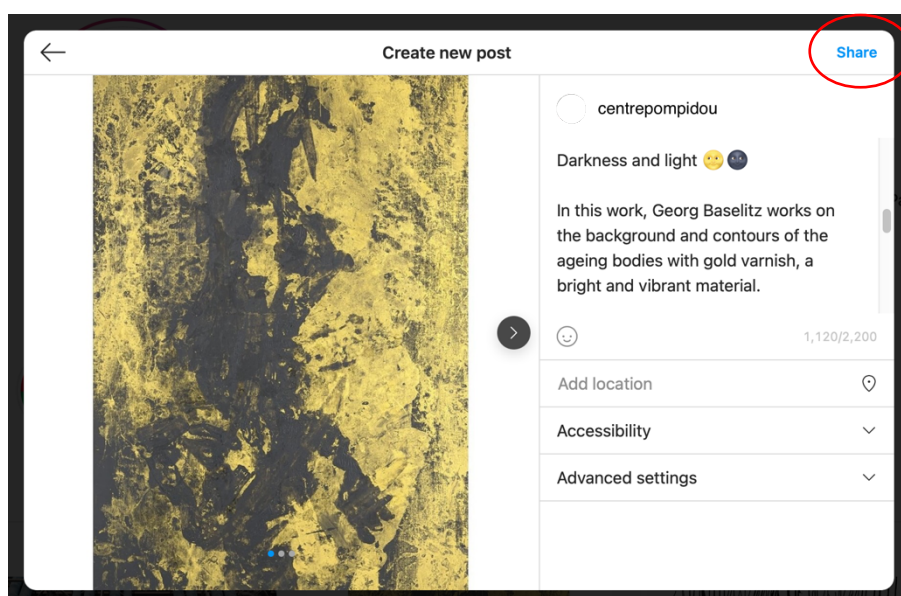 Create new post
Share
centrepompidou
Darkness and light 🌝🌚
In this work, Georg Baselitz works on
the background and contours of the
ageing bodies with gold varnish, a
bright and vibrant material.
1,120/2,200
Add location
Accessibility
Advanced settings